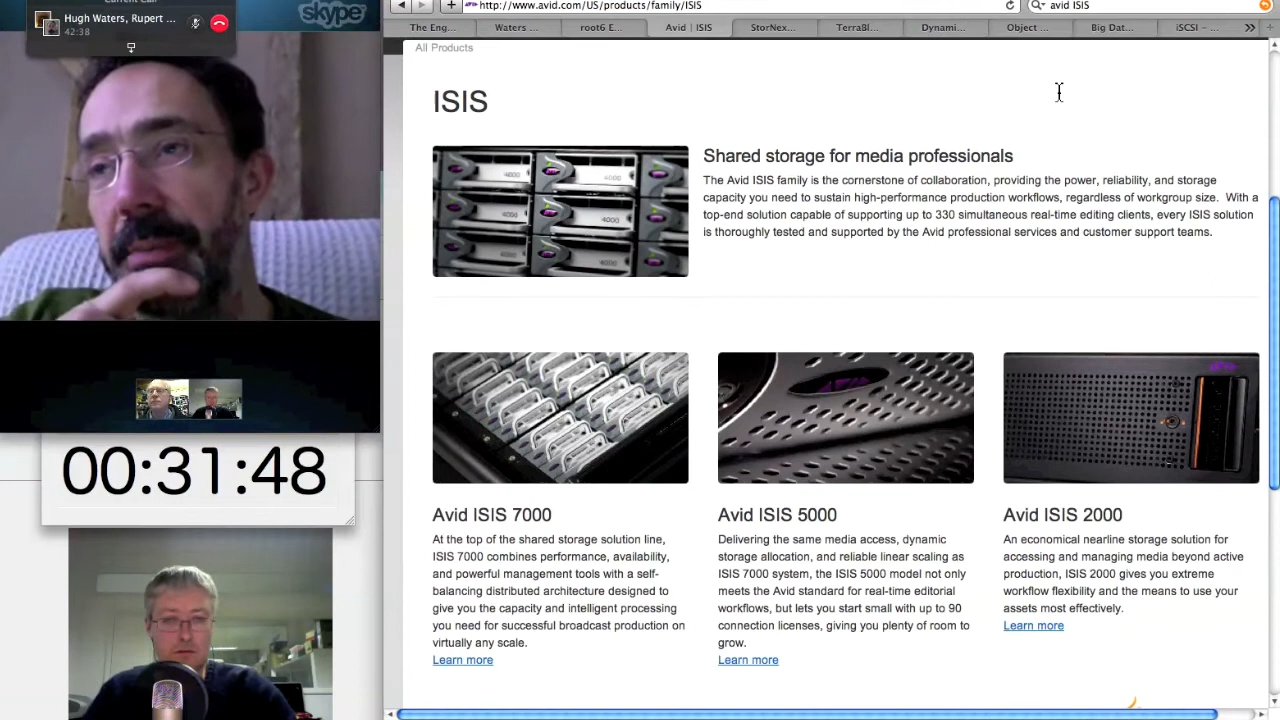 Current Call
skype
Hugh Waters, Rupert ...
42:38
http://www.avid.com/US/products/family/ISIS
avid ISIS
The Eng...
Waters ...
root6 E...
Avid | ISIS
StorNex...
TerraBl...
Dynami...
Object ...
Big Dat...
iSCSI – ...
All Products
ISIS
4000
4000
4000
4000
Shared storage for media professionals
The Avid ISIS family is the cornerstone of collaboration, providing the power, reliability, and storage
capacity you need to sustain high-performance production workflows, regardless of workgroup size. With a
top-end solution capable of supporting up to 330 simultaneous real-time editing clients, every ISIS solution
is thoroughly tested and supported by the Avid professional services and customer support teams.
00:31:48
Avid ISIS 7000
At the top of the shared storage solution line,
ISIS 7000 combines performance, availability,
and powerful management tools with a self-
balancing distributed architecture designed to
give you the capacity and intelligent processing
you need for successful broadcast production on
virtually any scale.
Learn more
Avid ISIS 5000
Delivering the same media access, dynamic
storage allocation, and reliable linear scaling as
ISIS 7000 system, the ISIS 5000 model not only
meets the Avid standard for real-time editorial
workflows, but lets you start small with up to 90
connection licenses, giving you plenty of room to
grow.
Learn more
Avid ISIS 2000
An economical nearline storage solution for
accessing and managing media beyond active
production, ISIS 2000 gives you extreme
workflow flexibility and the means to use your
assets most effectively.
Learn more